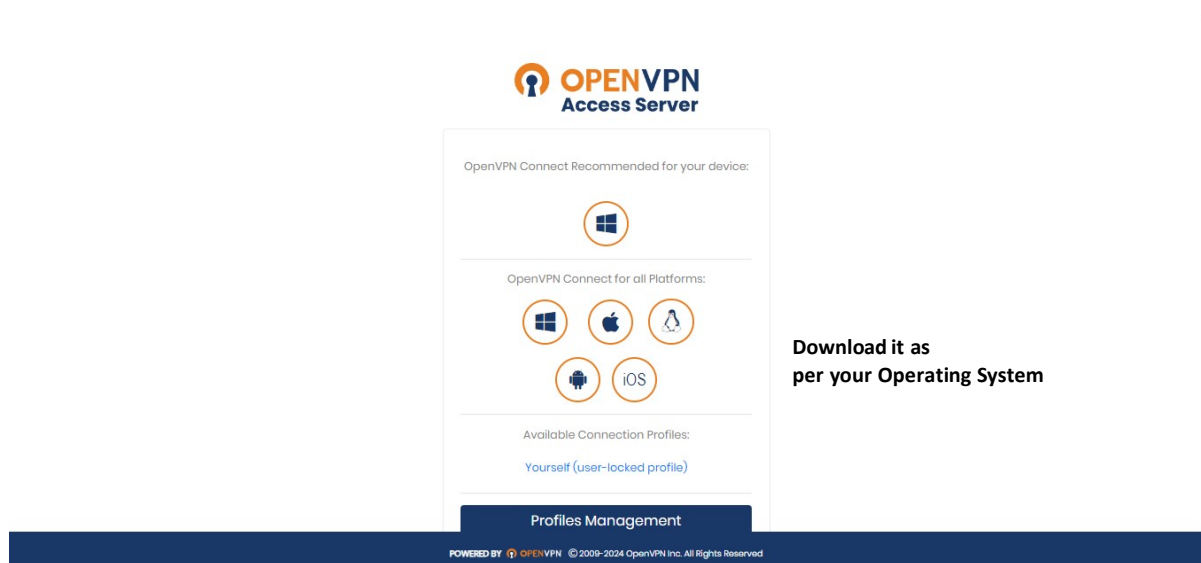 OPENVPN
Access Server
OpenVPN Connect Recommended for your device:
OpenVPN Connect for all Platforms:
iOS
Download it as
per your Operating System
Available Connection Profiles:
Yourself (user-locked profile)
Profiles Management
POWERED BY OPENVPN © 2009-2024 OpenVPN Inc. All Rights Reserved